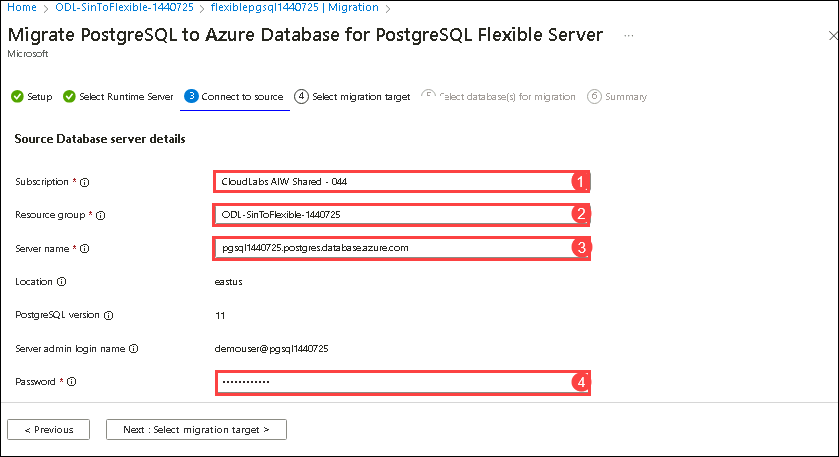 Home > ODL-SinToFlexible-1440725 > flexiblepgsql1440725 | Migration >
Migrate PostgreSQL to Azure Database for PostgreSQL Flexible Server ...
Microsoft
Setup Select Runtime Server 3 Connect to source 4 Select migration target 5 Select database(s) for migration 6 Summary
Source Database server details
Subscription * CloudLabs AIW Shared - 044 1
Resource group * ODL-SinToFlexible-1440725 2
Server name * pgsql1440725.postgres.database.azure.com 3
Location eastus
PostgreSQL version 11
Server admin login name demouser@pgsql1440725
Password * •••••••••••• 4
< Previous Next : Select migration target >